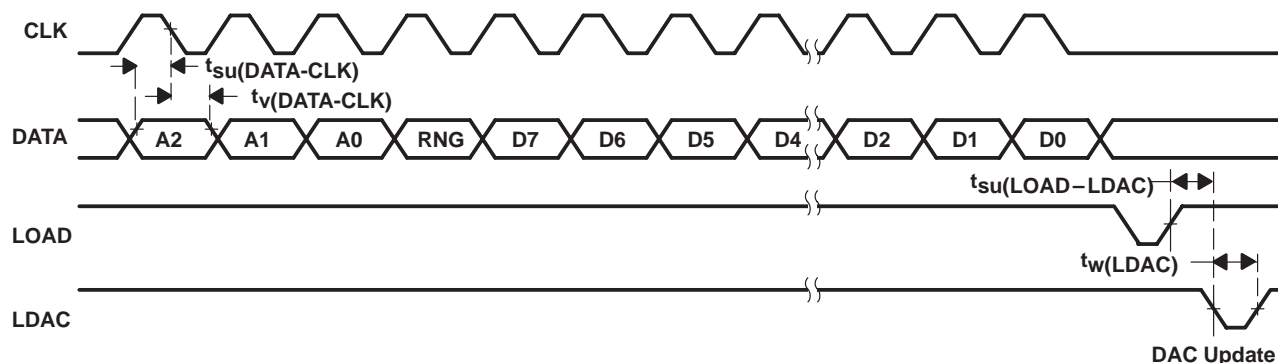 CLK
tsu(DATA-CLK)
tv(DATA-CLK)
DATA A2 A1 A0 RNG D7 D6 D5 D4 D2 D1 D0
tsu(LOAD–LDAC)
LOAD
tw(LDAC)
LDAC
DAC Update